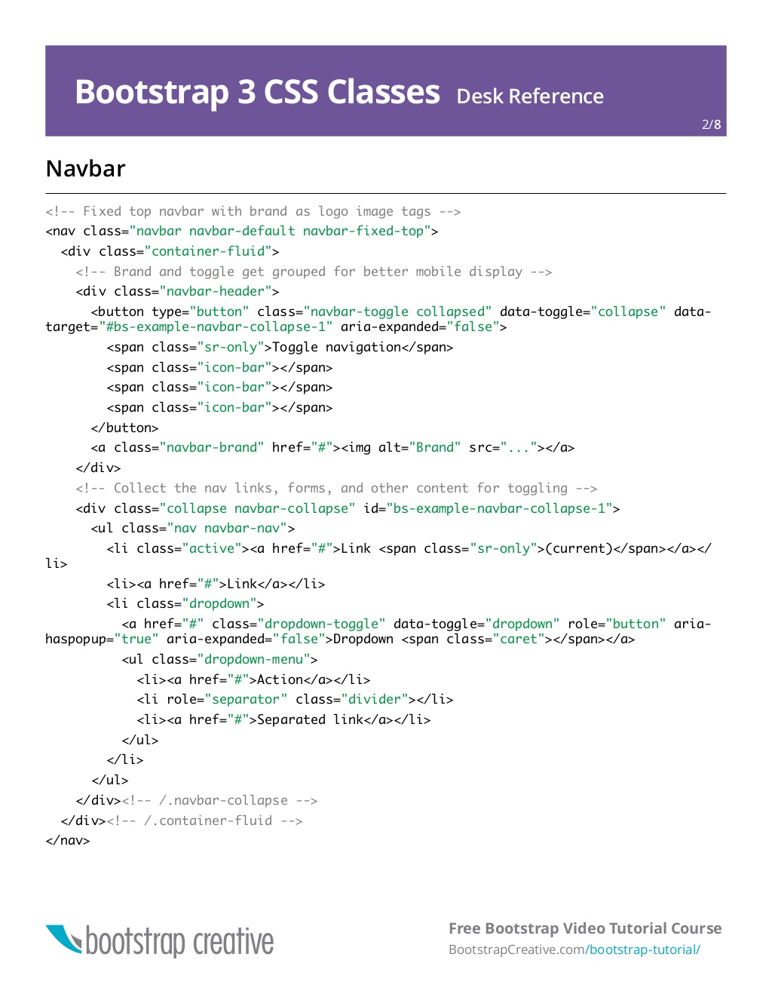 Bootstrap 3 CSS Classes Desk Reference
2/8
Navbar
<!-- Fixed top navbar with brand as logo image tags -->
<nav class="navbar navbar-default navbar-fixed-top">
  <div class="container-fluid">
    <!-- Brand and toggle get grouped for better mobile display -->
    <div class="navbar-header">
      <button type="button" class="navbar-toggle collapsed" data-toggle="collapse" data-
target="#bs-example-navbar-collapse-1" aria-expanded="false">
        <span class="sr-only">Toggle navigation</span>
        <span class="icon-bar"></span>
        <span class="icon-bar"></span>
        <span class="icon-bar"></span>
      </button>
      <a class="navbar-brand" href="#"><img alt="Brand" src="..."></a>
    </div>
    <!-- Collect the nav links, forms, and other content for toggling -->
    <div class="collapse navbar-collapse" id="bs-example-navbar-collapse-1">
      <ul class="nav navbar-nav">
        <li class="active"><a href="#">Link <span class="sr-only">(current)</span></a></
li>
        <li><a href="#">Link</a></li>
        <li class="dropdown">
          <a href="#" class="dropdown-toggle" data-toggle="dropdown" role="button" aria-
haspopup="true" aria-expanded="false">Dropdown <span class="caret"></span></a>
          <ul class="dropdown-menu">
            <li><a href="#">Action</a></li>
            <li role="separator" class="divider"></li>
            <li><a href="#">Separated link</a></li>
          </ul>
        </li>
      </ul>
    </div><!-- /.navbar-collapse -->
  </div><!-- /.container-fluid -->
</nav>
bootstrap creative
Free Bootstrap Video Tutorial Course
BootstrapCreative.com/bootstrap-tutorial/